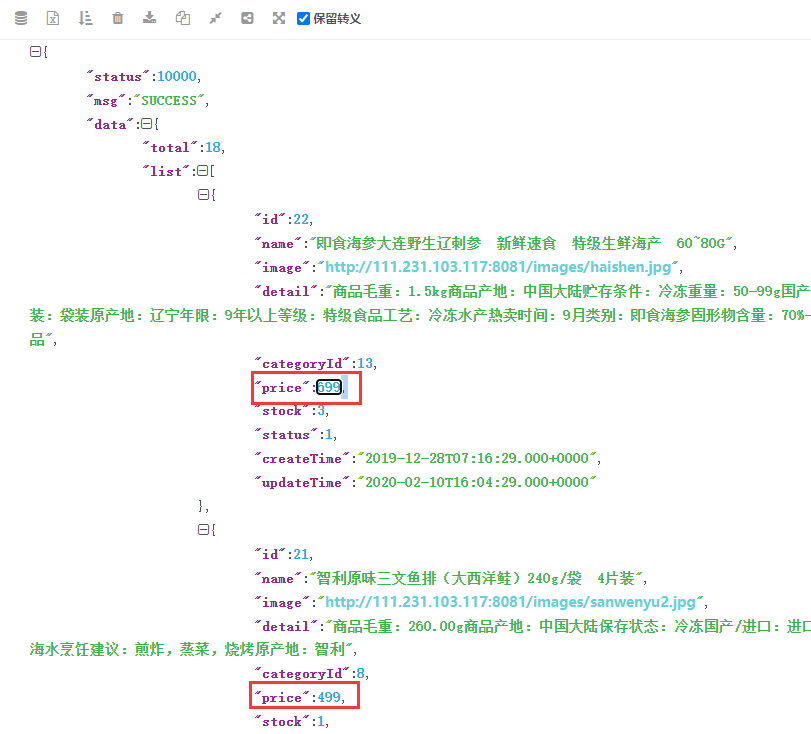 保留转义
{
"status":10000,
"msg":"SUCCESS",
"data":{
"total":18,
"list":[
{
"id":22,
"name":"即食海参大连野生辽刺参 新鲜速食 特级生鲜海产 60~80G",
"image":"http://111.231.103.117:8081/images/haishen.jpg",
"detail":"商品毛重：1.5kg商品产地：中国大陆贮存条件：冷冻重量：50-99g国产
装：袋装原产地：辽宁年限：9年以上等级：特级食品工艺：冷冻水产热卖时间：9月类别：即食海参固形物含量：70%-
品",
"categoryId":13,
"price":699,
"stock":3,
"status":1,
"createTime":"2019-12-28T07:16:29.000+0000",
"updateTime":"2020-02-10T16:04:29.000+0000"
},
{
"id":21,
"name":"智利原味三文鱼排（大西洋鲑）240g/袋 4片装",
"image":"http://111.231.103.117:8081/images/sanwenyu2.jpg",
"detail":"商品毛重：260.00g商品产地：中国大陆保存状态：冷冻国产/进口：进口
海水烹饪建议：煎炸，蒸菜，烧烤原产地：智利",
"categoryId":8,
"price":499,
"stock":1,